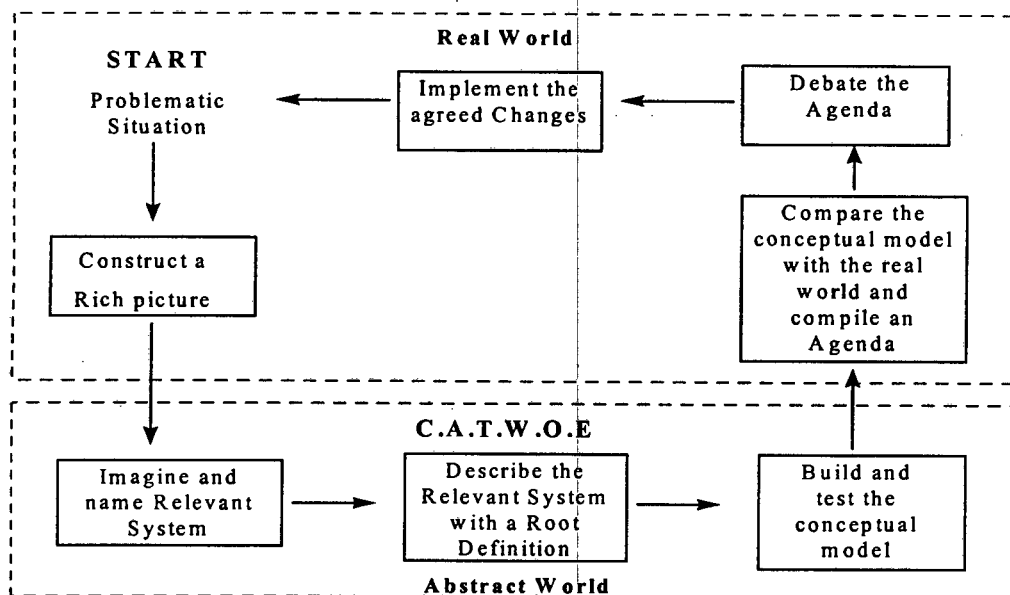 Real World
START
Problematic
Situation
Construct a
Rich picture
Imagine and
name Relevant
System
C.A.T.W.O.E
Describe the
Relevant System
with a Root
Definition
Abstract World
Build and
test the
conceptual
model
Compare the
conceptual model
with the real
world and
compile an
Agenda
Debate the
Agenda
Implement the
agreed Changes